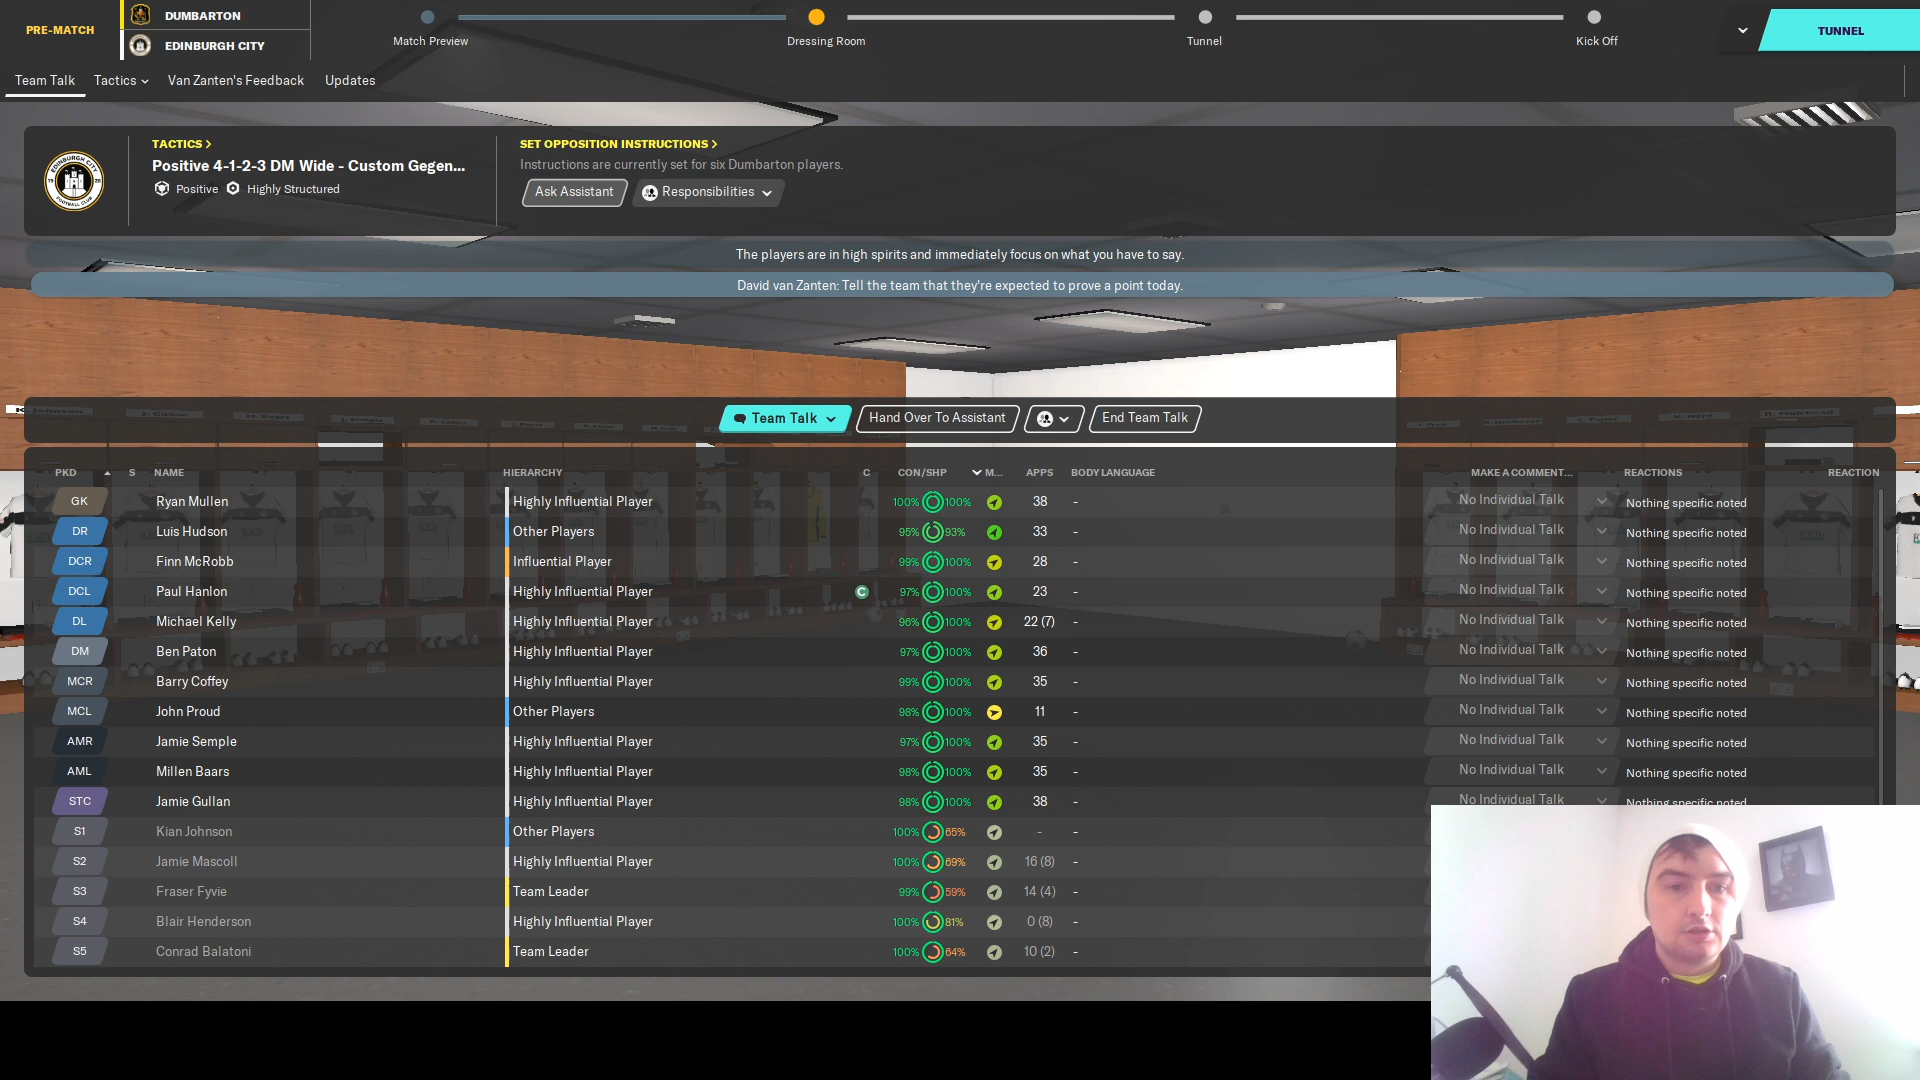 PRE-MATCH
DUMBARTON
EDINBURGH CITY
Match Preview
Dressing Room
Tunnel
Kick Off
TUNNEL
Team Talk
Tactics
Van Zanten's Feedback
Updates
TACTICS
Positive 4-1-2-3 DM Wide - Custom Gegen...
Positive
Highly Structured
SET OPPOSITION INSTRUCTIONS
Instructions are currently set for six Dumbarton players.
Ask Assistant
Responsibilities
The players are in high spirits and immediately focus on what you have to say.
David van Zanten: Tell the team that they're expected to prove a point today.
Team Talk
Hand Over To Assistant
End Team Talk
PKD S NAME HIERARCHY C CON/SHP M... APPS BODY LANGUAGE MAKE A COMMENT... REACTIONS REACTION
GK Ryan Mullen Highly Influential Player 100% 100% 38 - No Individual Talk Nothing specific noted
DR Luis Hudson Other Players 95% 93% 33 - No Individual Talk Nothing specific noted
DCR Finn McRobb Influential Player 99% 100% 28 - No Individual Talk Nothing specific noted
DCL Paul Hanlon Highly Influential Player C 97% 100% 23 - No Individual Talk Nothing specific noted
DL Michael Kelly Highly Influential Player 96% 100% 22 (7) - No Individual Talk Nothing specific noted
DM Ben Paton Highly Influential Player 97% 100% 36 - No Individual Talk Nothing specific noted
MCR Barry Coffey Highly Influential Player 99% 100% 35 - No Individual Talk Nothing specific noted
MCL John Proud Other Players 98% 100% 11 - No Individual Talk Nothing specific noted
AMR Jamie Semple Highly Influential Player 97% 100% 35 - No Individual Talk Nothing specific noted
AML Millen Baars Highly Influential Player 98% 100% 35 - No Individual Talk Nothing specific noted
STC Jamie Gullan Highly Influential Player 98% 100% 38 - No Individual Talk Nothing specific noted
S1 Kian Johnson Other Players 100% 65% - -
S2 Jamie Mascoll Highly Influential Player 100% 69% 16 (8) -
S3 Fraser Fyvie Team Leader 99% 59% 14 (4) -
S4 Blair Henderson Highly Influential Player 100% 81% 0 (8) -
S5 Conrad Balatoni Team Leader 100% 64% 10 (2) -